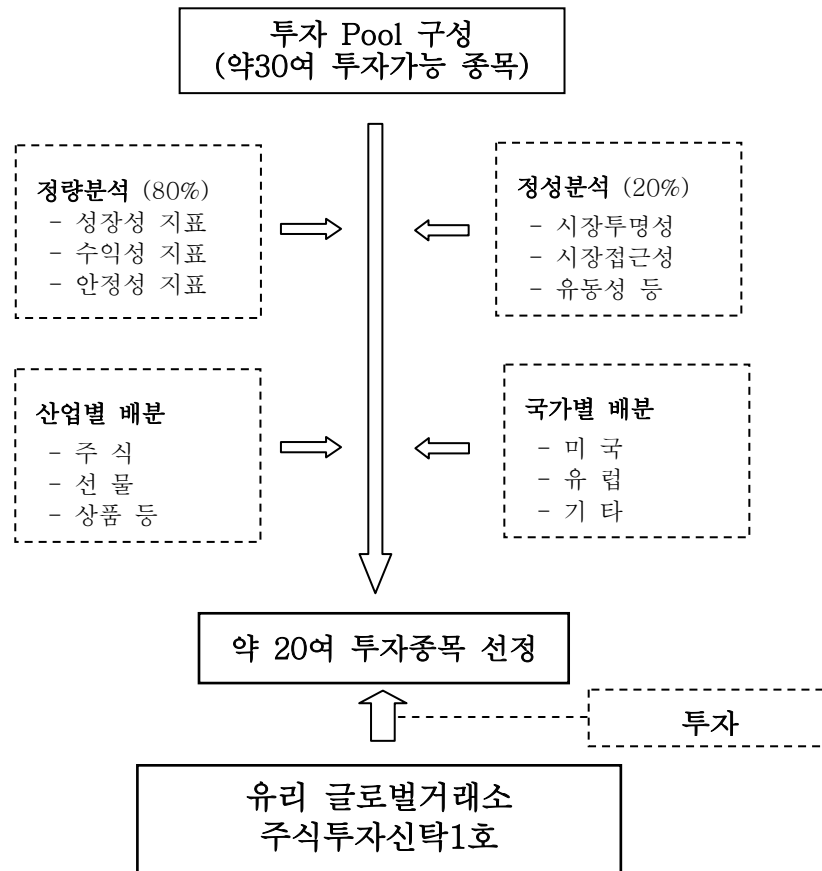 투자 Pool 구성
(약30여 투자가능 종목)
정량분석 (80%)
- 성장성 지표
- 수익성 지표
- 안정성 지표
정성분석 (20%)
- 시장투명성
- 시장접근성
- 유동성 등
산업별 배분
- 주 식
- 선 물
- 상품 등
국가별 배분
- 미 국
- 유 럽
- 기 타
약 20여 투자종목 선정
투자
유리 글로벌거래소
주식투자신탁1호